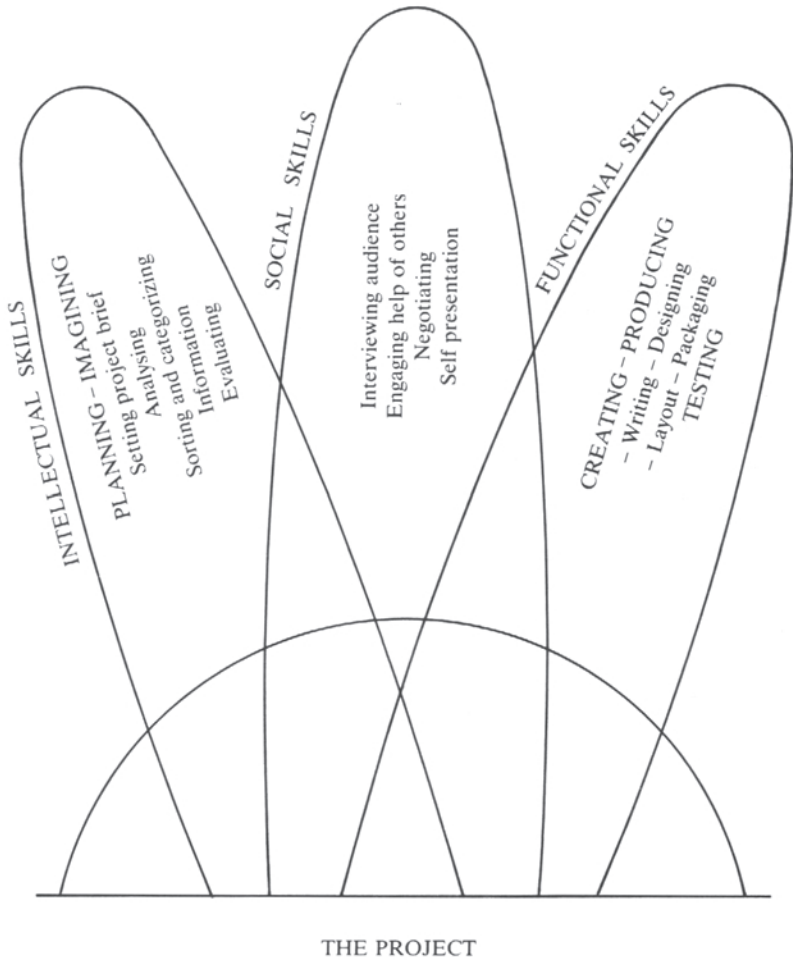 INTELLECTUAL SKILLS
PLANNING – IMAGINING
Setting project brief
Analysing
Categorizing
Sorting and categorizing
Information
Evaluating
SOCIAL SKILLS
Interviewing audience
Engaging help of others
Negotiating
Self presentation
FUNCTIONAL SKILLS
CREATING – PRODUCING
– Writing – Designing
– Layout – Packaging
TESTING
THE PROJECT